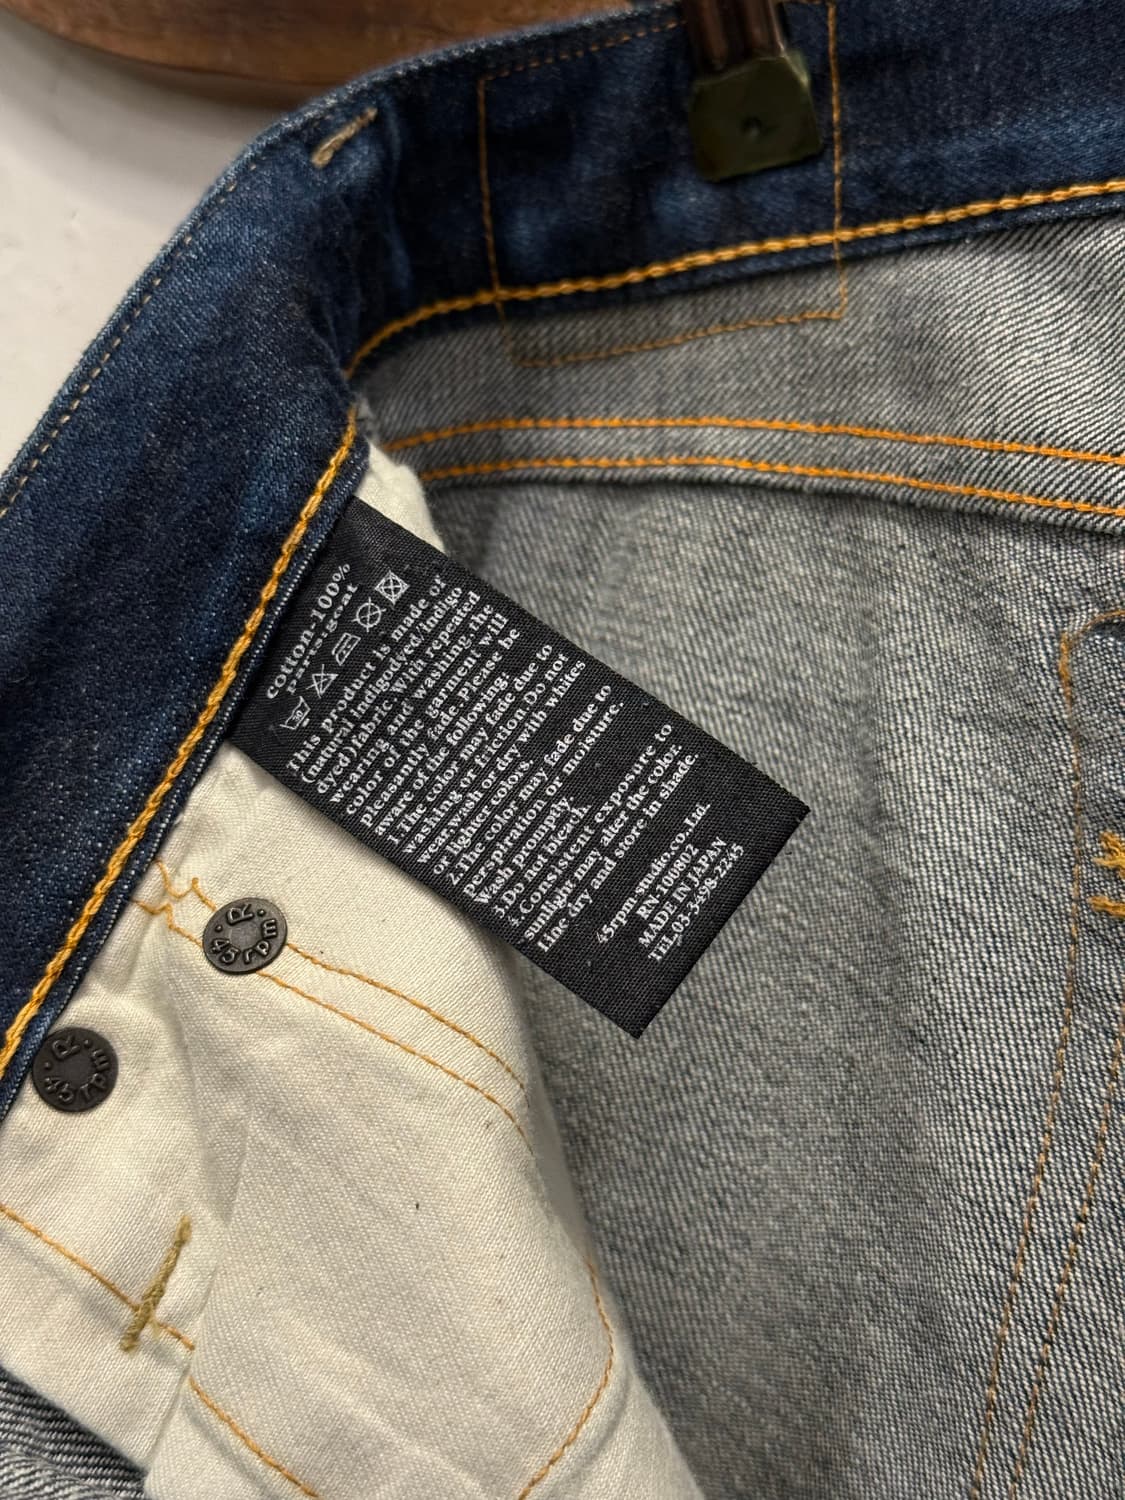 cotton-100%
parts:goat
This product is made of
(natural indigodyed/indigo
dyed)fabric. With repeated
wearing and washing, the
color of the garment will
pleasantly fade. Please be
aware of the following;
1.The color may fade due to
washing or friction. Do not
wear,wash or dry with whites
or lighter colors.
2.The color may fade due to
perspiration or moisture.
Wash promptly.
3.Do not bleach.
4.Consistent exposure to
sunlight may alter the color.
Line dry and store in shade.
45rpm studio.co.,Ltd.
RN 100802
MADE IN JAPAN
TEL.03-3498-2245
·R·
45rpm
·R·
45rpm